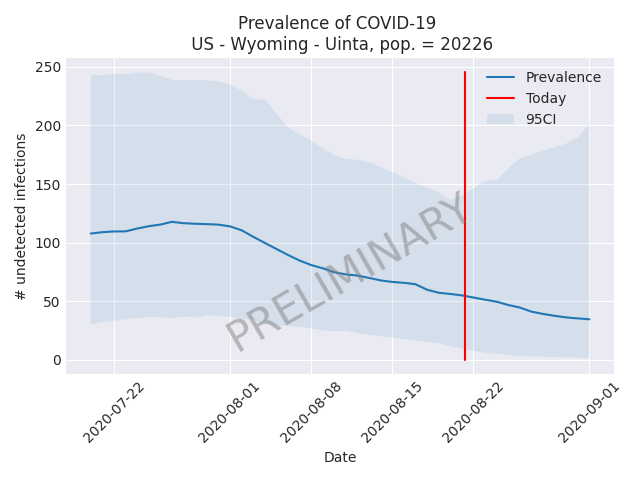 Prevalence of COVID-19
US - Wyoming - Uinta, pop. = 20226
Prevalence
Today
95CI
# undetected infections
250
200
150
100
50
0
PRELIMINARY
2020-07-22
2020-08-01
2020-08-08
2020-08-15
2020-08-22
2020-09-01
Date